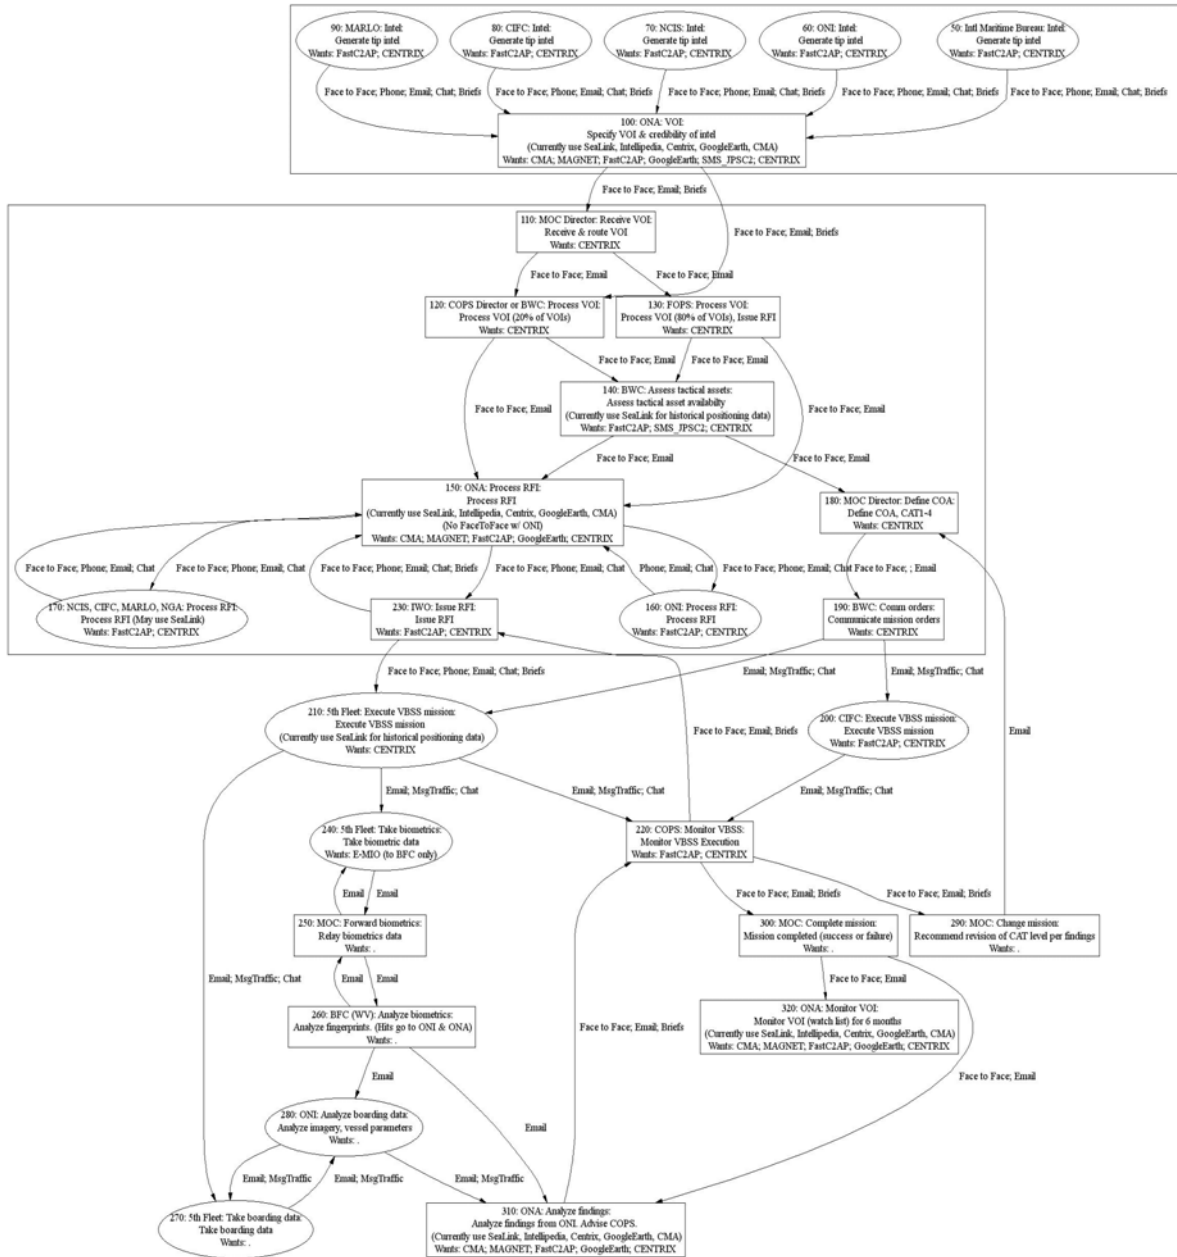 90: MARLO: Intel:
Generate tip intel
Wants: FastC2AP; CENTRIX
80: CIFC: Intel:
Generate tip intel
Wants: FastC2AP; CENTRIX
70: NCIS: Intel:
Generate tip intel
Wants: FastC2AP; CENTRIX
60: ONI: Intel:
Generate tip intel
Wants: FastC2AP; CENTRIX
50: Intl Maritime Bureau: Intel:
Generate tip intel
Wants: FastC2AP; CENTRIX
Face to Face; Phone; Email; Chat; Briefs
Face to Face; Phone; Email; Chat; Briefs
Face to Face; Phone; Email; Chat; Briefs
Face to Face; Phone; Email; Chat; Briefs
Face to Face; Phone; Email; Chat; Briefs
100: ONA: VOI:
Specify VOI & credibility of intel
(Currently use SeaLink, Intellipedia, Centrix, GoogleEarth, CMA)
Wants: CMA; MAGNET; FastC2AP; GoogleEarth; SMS_JPSC2; CENTRIX
Face to Face; Email; Briefs
Face to Face; Email; Briefs
110: MOC Director: Receive VOI:
Receive & route VOI
Wants: CENTRIX
Face to Face; Email
Face to Face; Email
120: COPS Director or BWC: Process VOI:
Process VOI (20% of VOIs)
Wants: CENTRIX
130: FOPS: Process VOI:
Process VOI (80% of VOIs), Issue RFI
Wants: CENTRIX
Face to Face; Email
Face to Face; Email
140: BWC: Assess tactical assets:
Assess tactical asset availabilty
(Currently use SeaLink for historical positioning data)
Wants: FastC2AP; SMS_JPSC2; CENTRIX
Face to Face; Email
Face to Face; Email
Face to Face; Email
Face to Face; Email
150: ONA: Process RFI:
Process RFI
(Currently use SeaLink, Intellipedia, Centrix, GoogleEarth, CMA)
(No FaceToFace w/ ONI)
Wants: CMA; MAGNET; FastC2AP; GoogleEarth; CENTRIX
180: MOC Director: Define COA:
Define COA, CAT1-4
Wants: CENTRIX
Face to Face; Phone; Email; Chat
Face to Face; Phone; Email; Chat
Face to Face; Phone; Email; Chat; Briefs
Face to Face; Phone; Email; Chat
Phone; Email; Chat
Face to Face; Phone; Email; Chat
Face to Face; ; Email
170: NCIS, CIFC, MARLO, NGA: Process RFI:
Process RFI (May use SeaLink)
Wants: FastC2AP; CENTRIX
230: IWO: Issue RFI:
Issue RFI
Wants: FastC2AP; CENTRIX
160: ONI: Process RFI:
Process RFI
Wants: FastC2AP; CENTRIX
190: BWC: Comm orders:
Communicate mission orders
Wants: CENTRIX
Face to Face; Phone; Email; Chat; Briefs
Email; MsgTraffic; Chat
Email; MsgTraffic; Chat
210: 5th Fleet: Execute VBSS mission:
Execute VBSS mission
(Currently use SeaLink for historical positioning data)
Wants: CENTRIX
200: CIFC: Execute VBSS mission:
Execute VBSS mission
Wants: FastC2AP; CENTRIX
Face to Face; Email; Briefs
Email
Email; MsgTraffic; Chat
Email; MsgTraffic; Chat
Email; MsgTraffic; Chat
240: 5th Fleet: Take biometrics:
Take biometric data
Wants: E-MIO (to BFC only)
220: COPS: Monitor VBSS:
Monitor VBSS Execution
Wants: FastC2AP; CENTRIX
Email
Email
Face to Face; Email; Briefs
Face to Face; Email; Briefs
250: MOC: Forward biometrics:
Relay biometrics data
Wants: .
300: MOC: Complete mission:
Mission completed (success or failure)
Wants: .
290: MOC: Change mission:
Recommend revision of CAT level per findings
Wants: .
Email; MsgTraffic; Chat
Email
Email
Face to Face; Email
260: BFC (WV): Analyze biometrics:
Analyze fingerprints. (Hits go to ONI & ONA)
Wants: .
Face to Face; Email; Briefs
320: ONA: Monitor VOI:
Monitor VOI (watch list) for 6 months
(Currently use SeaLink, Intellipedia, Centrix, GoogleEarth, CMA)
Wants: CMA; MAGNET; FastC2AP; GoogleEarth; CENTRIX
Email
Face to Face; Email
280: ONI: Analyze boarding data:
Analyze imagery, vessel parameters
Wants: .
Email
Email; MsgTraffic
Email; MsgTraffic
Email; MsgTraffic
270: 5th Fleet: Take boarding data:
Take boarding data
Wants: .
310: ONA: Analyze findings:
Analyze findings from ONI. Advise COPS.
(Currently use SeaLink, Intellipedia, Centrix, GoogleEarth, CMA)
Wants: CMA; MAGNET; FastC2AP; GoogleEarth; CENTRIX